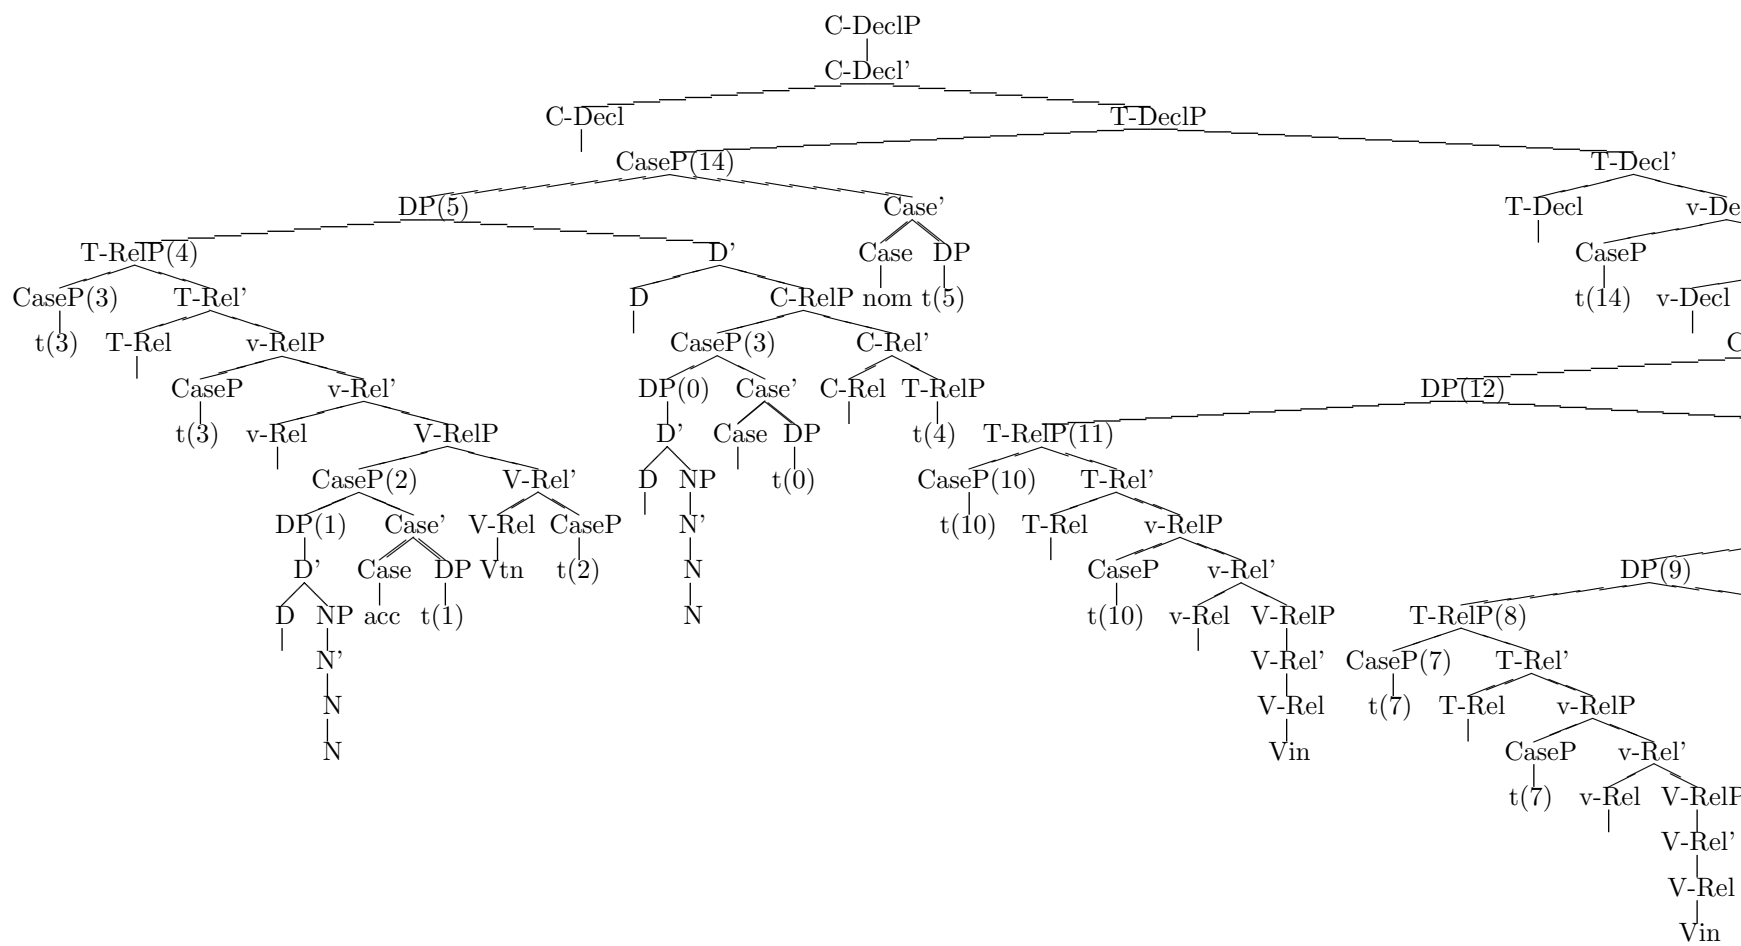 C-DeclP
C-Decl’
C-Decl T-DeclP
CaseP(14) T-Decl’
DP(5) Case’ T-Decl v-De
T-RelP(4) D’ Case DP CaseP
CaseP(3) T-Rel’ D C-RelP nom t(5) t(14) v-Decl
t(3) T-Rel v-RelP CaseP(3) C-Rel’ C
CaseP v-Rel’ DP(0) Case’ C-Rel T-RelP DP(12)
t(3) v-Rel V-RelP D’ Case DP t(4) T-RelP(11)
CaseP(2) V-Rel’ D NP t(0) CaseP(10) T-Rel’
DP(1) Case’ V-Rel CaseP N’ t(10) T-Rel v-RelP
D’ Case DP Vtn t(2) N CaseP v-Rel’ DP(9)
D NP acc t(1) N t(10) v-Rel V-RelP T-RelP(8)
N’ V-Rel’ CaseP(7) T-Rel’
N V-Rel t(7) T-Rel v-RelP
N Vin CaseP v-Rel’
t(7) v-Rel V-RelP
V-Rel’
V-Rel
Vin